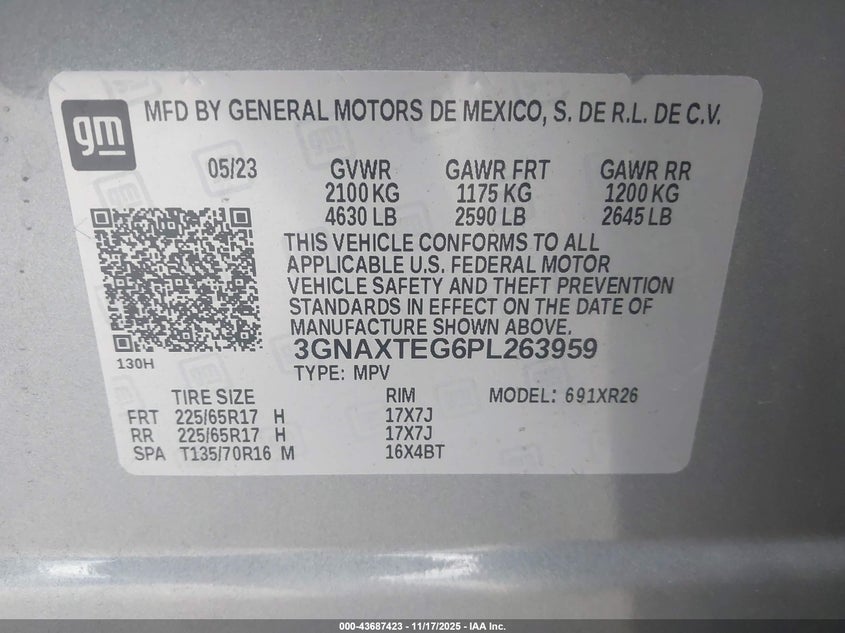 gm
MFD BY GENERAL MOTORS DE MEXICO, S. DE R.L. DE C.V.
05/23 GVWR GAWR FRT GAWR RR
2100 KG 1175 KG 1200 KG
4630 LB 2590 LB 2645 LB
THIS VEHICLE CONFORMS TO ALL
APPLICABLE U.S. FEDERAL MOTOR
VEHICLE SAFETY AND THEFT PREVENTION
STANDARDS IN EFFECT ON THE DATE OF
MANUFACTURE SHOWN ABOVE.
3GNAXTEG6PL263959
130H
TYPE: MPV
TIRE SIZE RIM MODEL: 691XR26
FRT 225/65R17 H 17X7J
RR 225/65R17 H 17X7J
SPA T135/70R16 M 16X4BT
000-43687423 - 11/17/2025 - IAA Inc.